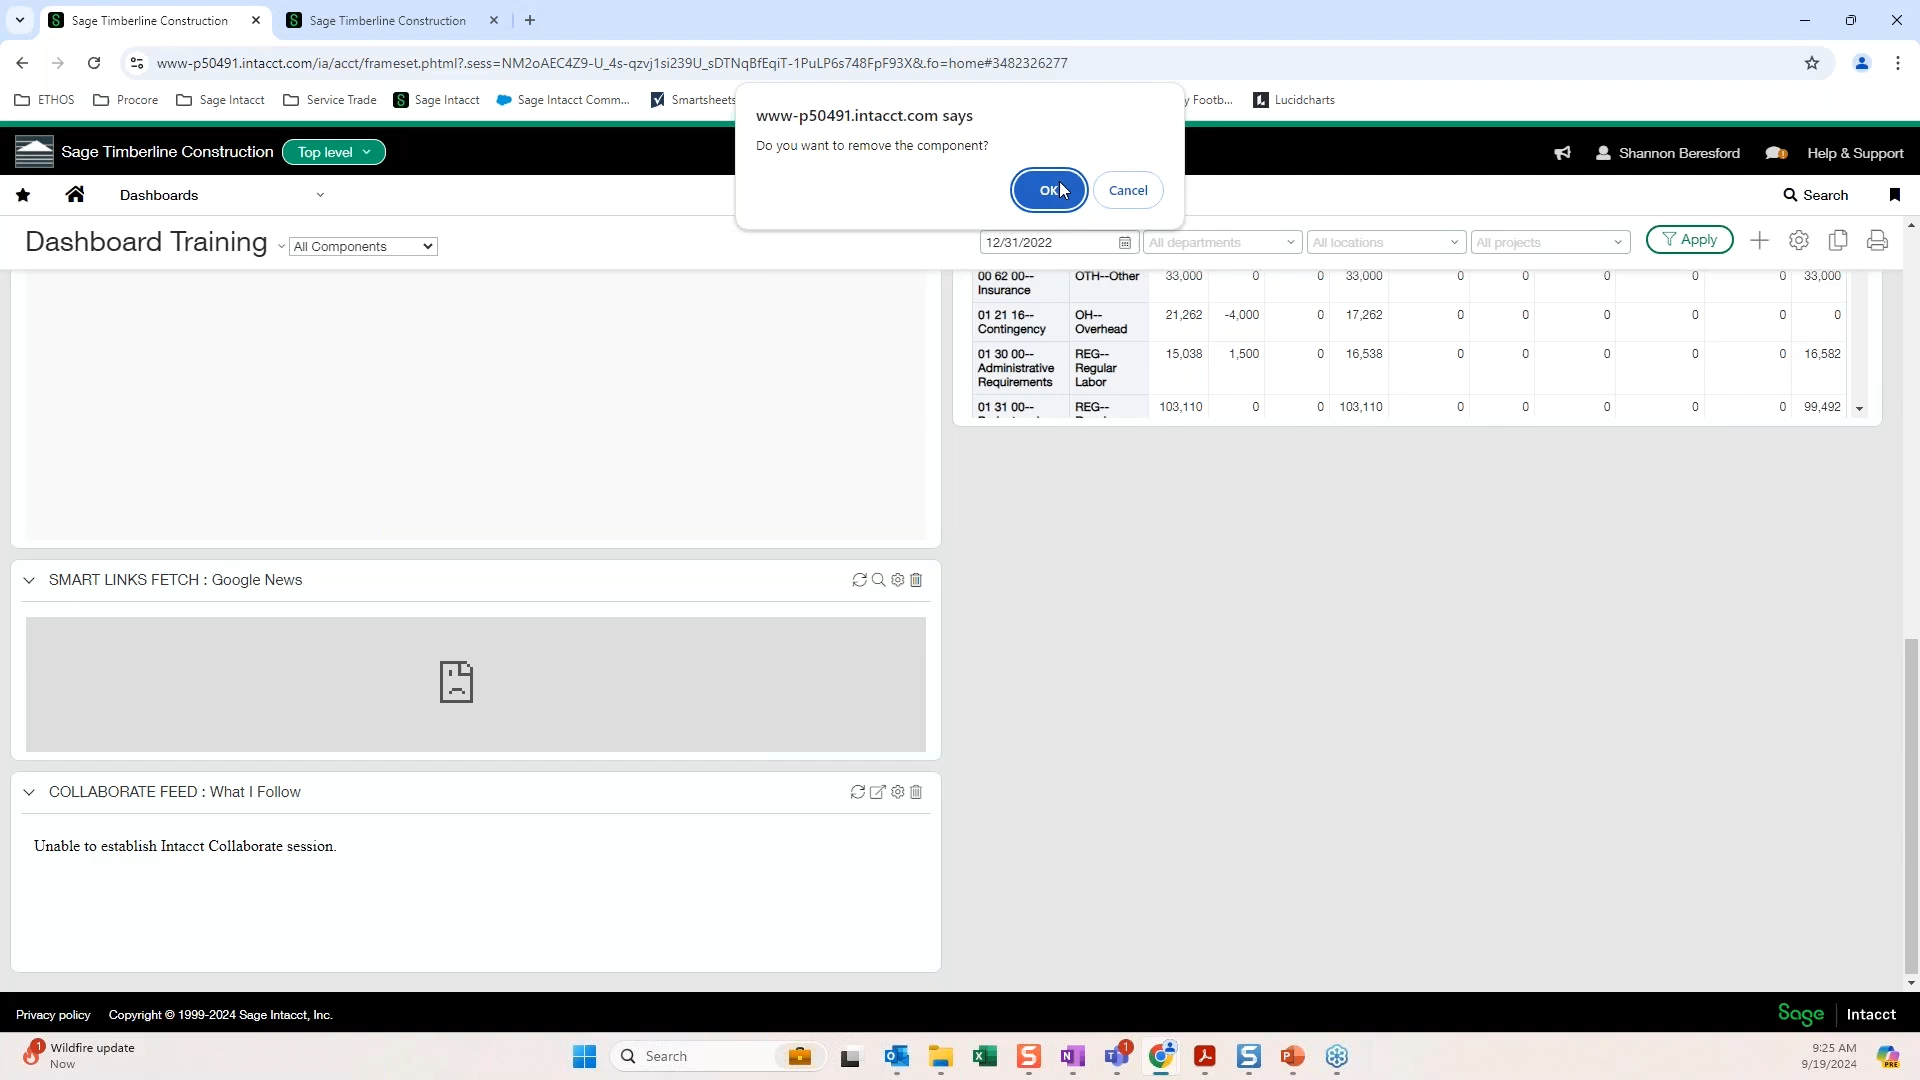 Sage Timberline Construction
Sage Timberline Construction
www-p50491.intacct.com/ia/acct/frameset.phtml?.sess=NM2oAEC4Z9-U_4s-qzvj1si239U_sDTNqBfEqiT-1PuLP6s748FpF93X&.fo=home#3482326277
ETHOS Procore Sage Intacct Service Trade Sage Intacct Sage Intacct Comm... Smartsheets y Footb... Lucidcharts
www-p50491.intacct.com says
Do you want to remove the component?
OK Cancel
Sage Timberline Construction Top level Shannon Beresford Help & Support
Dashboards Search
Dashboard Training All Components 12/31/2022 All departments All locations All projects Apply
00 62 00-- OTH--Other 33,000 0 0 33,000 0 0 0 0 0 33,000
Insurance
01 21 16-- OH-- 21,262 -4,000 0 17,262 0 0 0 0 0 0
Contingency Overhead
01 30 00-- REG-- 15,038 1,500 0 16,538 0 0 0 0 0 16,582
Administrative Regular
Requirements Labor
01 31 00-- REG-- 103,110 0 0 103,110 0 0 0 0 0 99,492
SMART LINKS FETCH : Google News
COLLABORATE FEED : What I Follow
Unable to establish Intacct Collaborate session.
Privacy policy Copyright © 1999-2024 Sage Intacct, Inc. Sage Intacct
1 Wildfire update
Now
Search
1
9:25 AM
9/19/2024
PRE